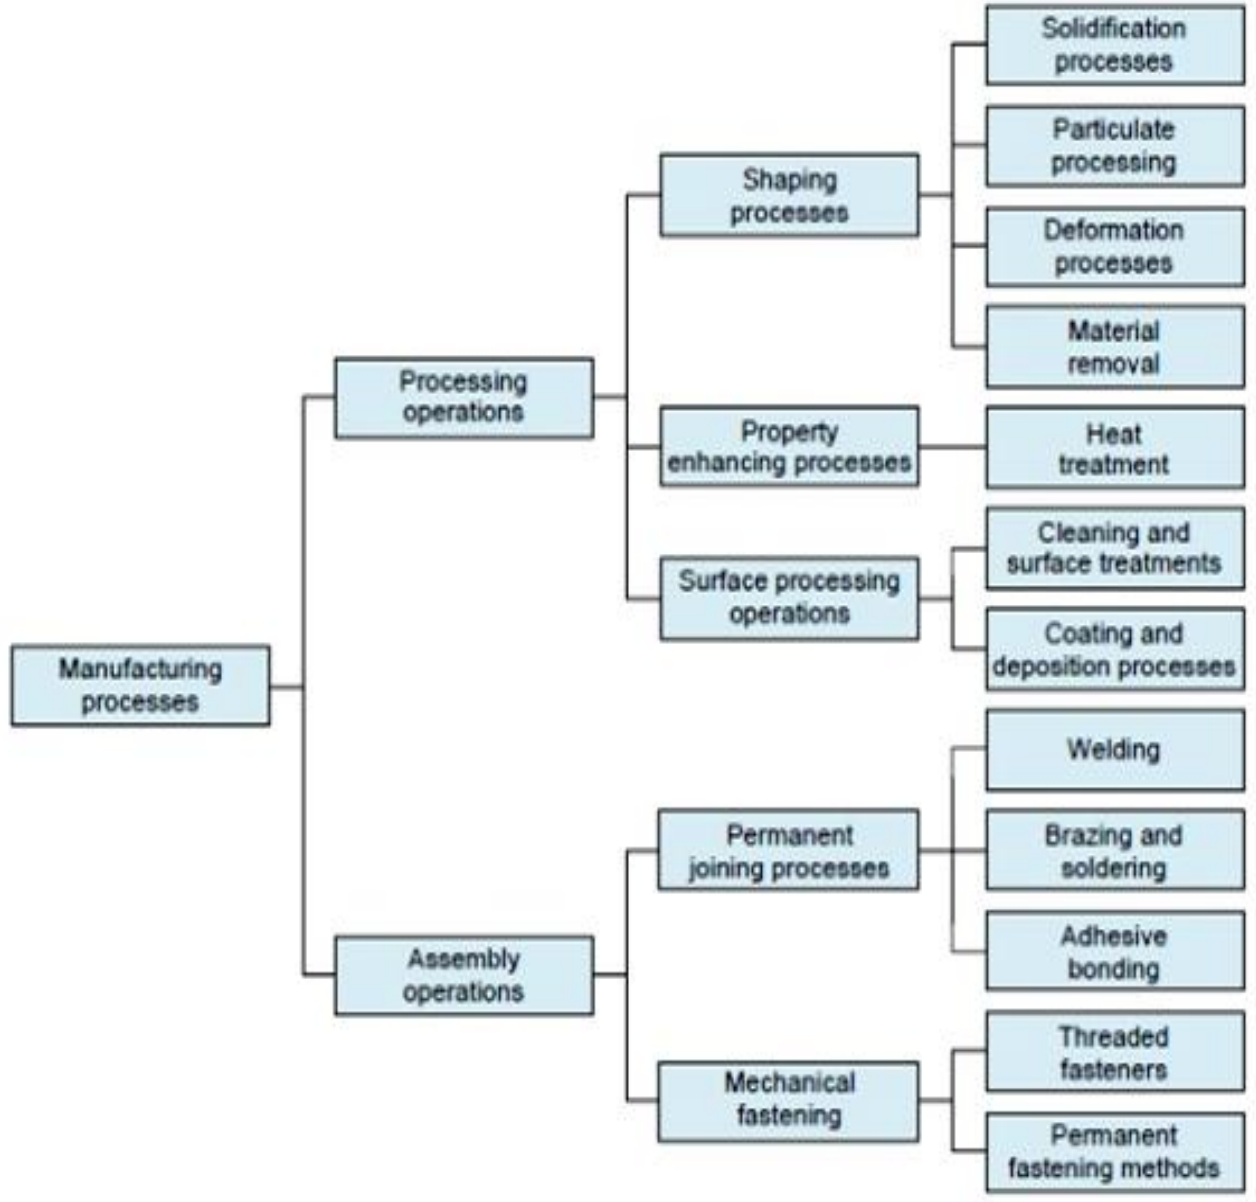 Solidification
processes
Particulate
processing
Shaping
processes
Deformation
processes
Material
removal
Processing
operations
Property
enhancing processes
Heat
treatment
Cleaning and
surface treatments
Surface processing
operations
Coating and
deposition processes
Manufacturing
processes
Welding
Permanent
joining processes
Brazing and
soldering
Adhesive
bonding
Assembly
operations
Threaded
fasteners
Mechanical
fastening
Permanent
fastening methods